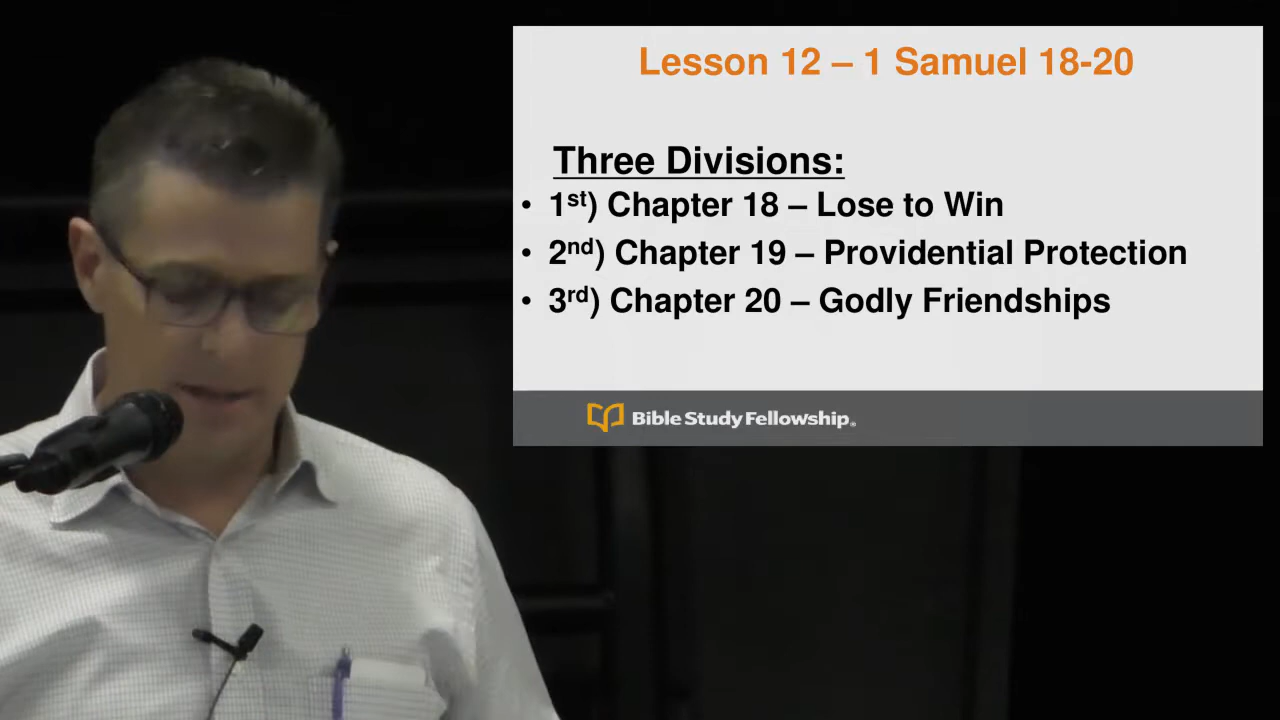 Lesson 12 – 1 Samuel 18-20
Three Divisions:
• 1st) Chapter 18 – Lose to Win
• 2nd) Chapter 19 – Providential Protection
• 3rd) Chapter 20 – Godly Friendships
Bible Study Fellowship®